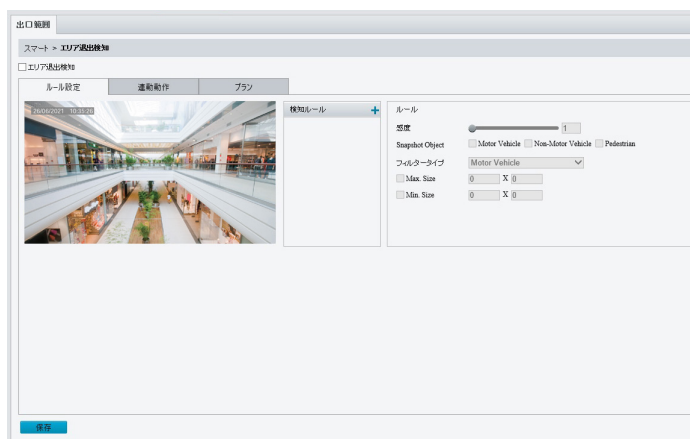 出口範囲
スマート > エリア退出検知
エリア退出検知
ルール設定 連動動作 プラン
26/06/2021 10:35:26
検知ルール +
ルール
感度 1
Snapshot Object Motor Vehicle Non-Motor Vehicle Pedestrian
フィルタータイプ Motor Vehicle
Max. Size 0 X 0
Min. Size 0 X 0
保存